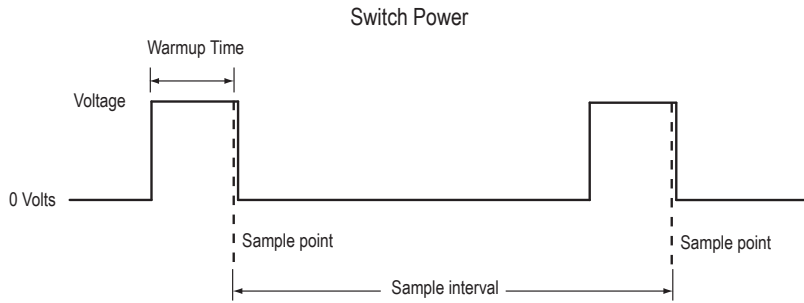 Switch Power
Warmup Time
Voltage
0 Volts
Sample point
Sample point
Sample interval